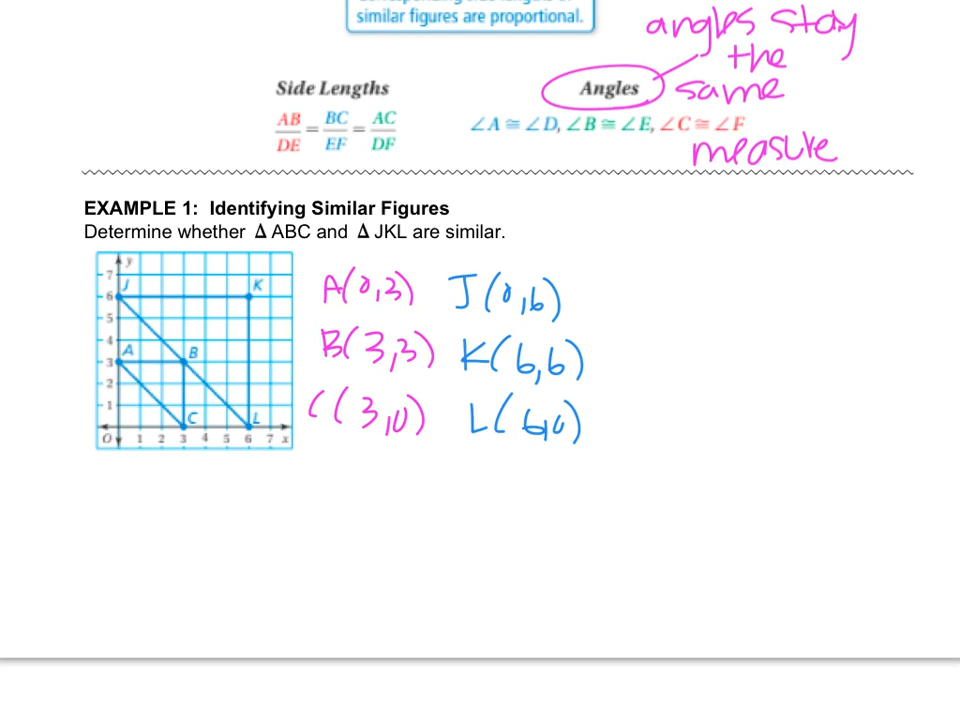 similar figures are proportional.
angles stay
the
same
measure
Side Lengths
AB/DE = BC/EF = AC/DF
Angles
∠A ≅ ∠D, ∠B ≅ ∠E, ∠C ≅ ∠F
EXAMPLE 1: Identifying Similar Figures
Determine whether Δ ABC and Δ JKL are similar.
y
7
J K
6
5
4
A B
3
2
1
C L
O 1 2 3 4 5 6 7 x
A(0,3) J(0,6)
B(3,3) K(6,6)
C(3,0) L(6,0)